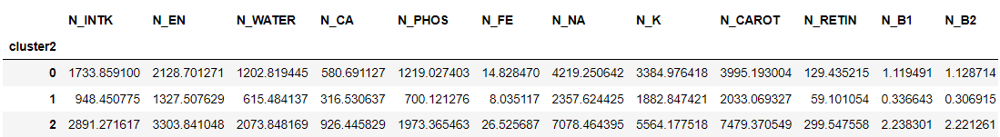 N_INTK N_EN N_WATER N_CA N_PHOS N_FE N_NA N_K N_CAROT N_RETIN N_B1 N_B2
cluster2
0 1733.859100 2128.701271 1202.819445 580.691127 1219.027403 14.828470 4219.250642 3384.976418 3995.193004 129.435215 1.119491 1.128714
1 948.450775 1327.507629 615.484137 316.530637 700.121276 8.035117 2357.624425 1882.847421 2033.069327 59.101054 0.336643 0.306915
2 2891.271617 3303.841048 2073.848169 926.445829 1973.365463 26.525687 7078.464395 5564.177518 7479.370549 299.547558 2.238301 2.221261